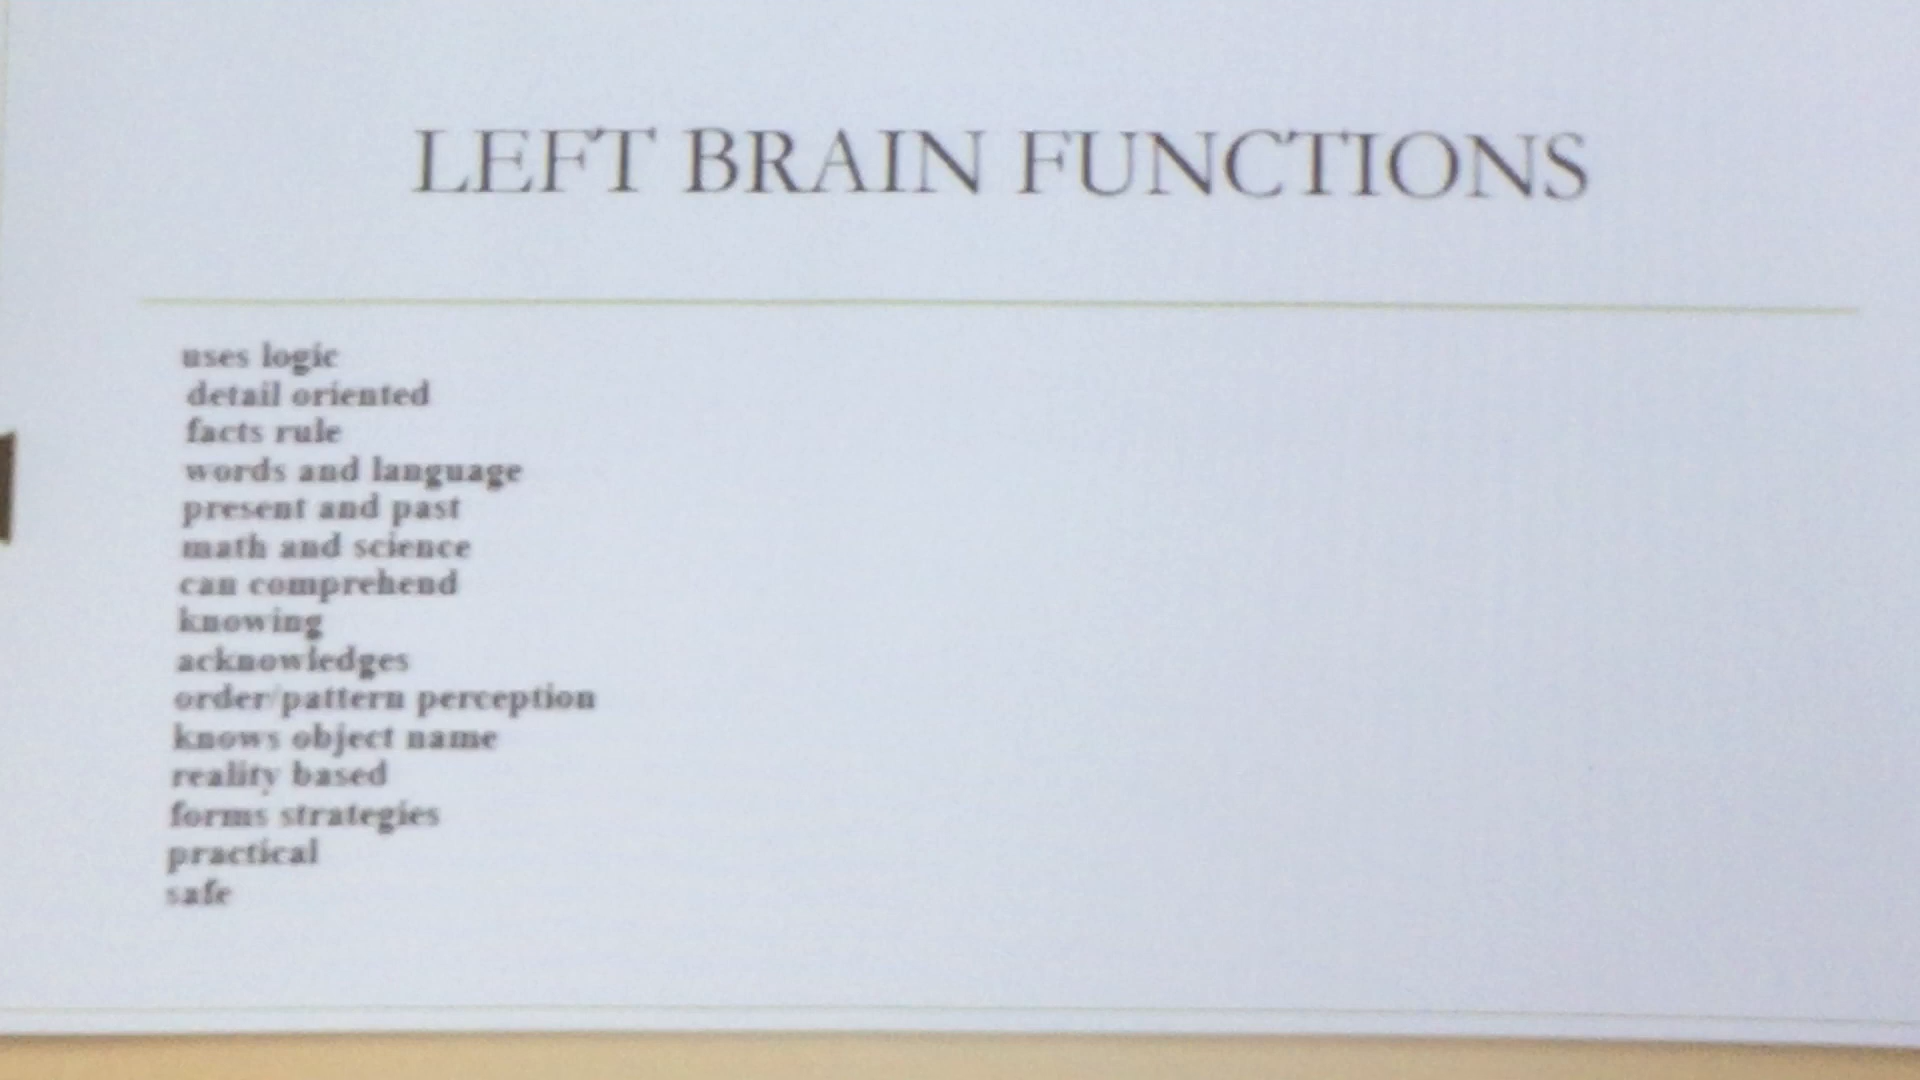 LEFT BRAIN FUNCTIONS
uses logic
detail oriented
facts rule
words and language
present and past
math and science
can comprehend
knowing
acknowledges
order/pattern perception
knows object name
reality based
forms strategies
practical
safe